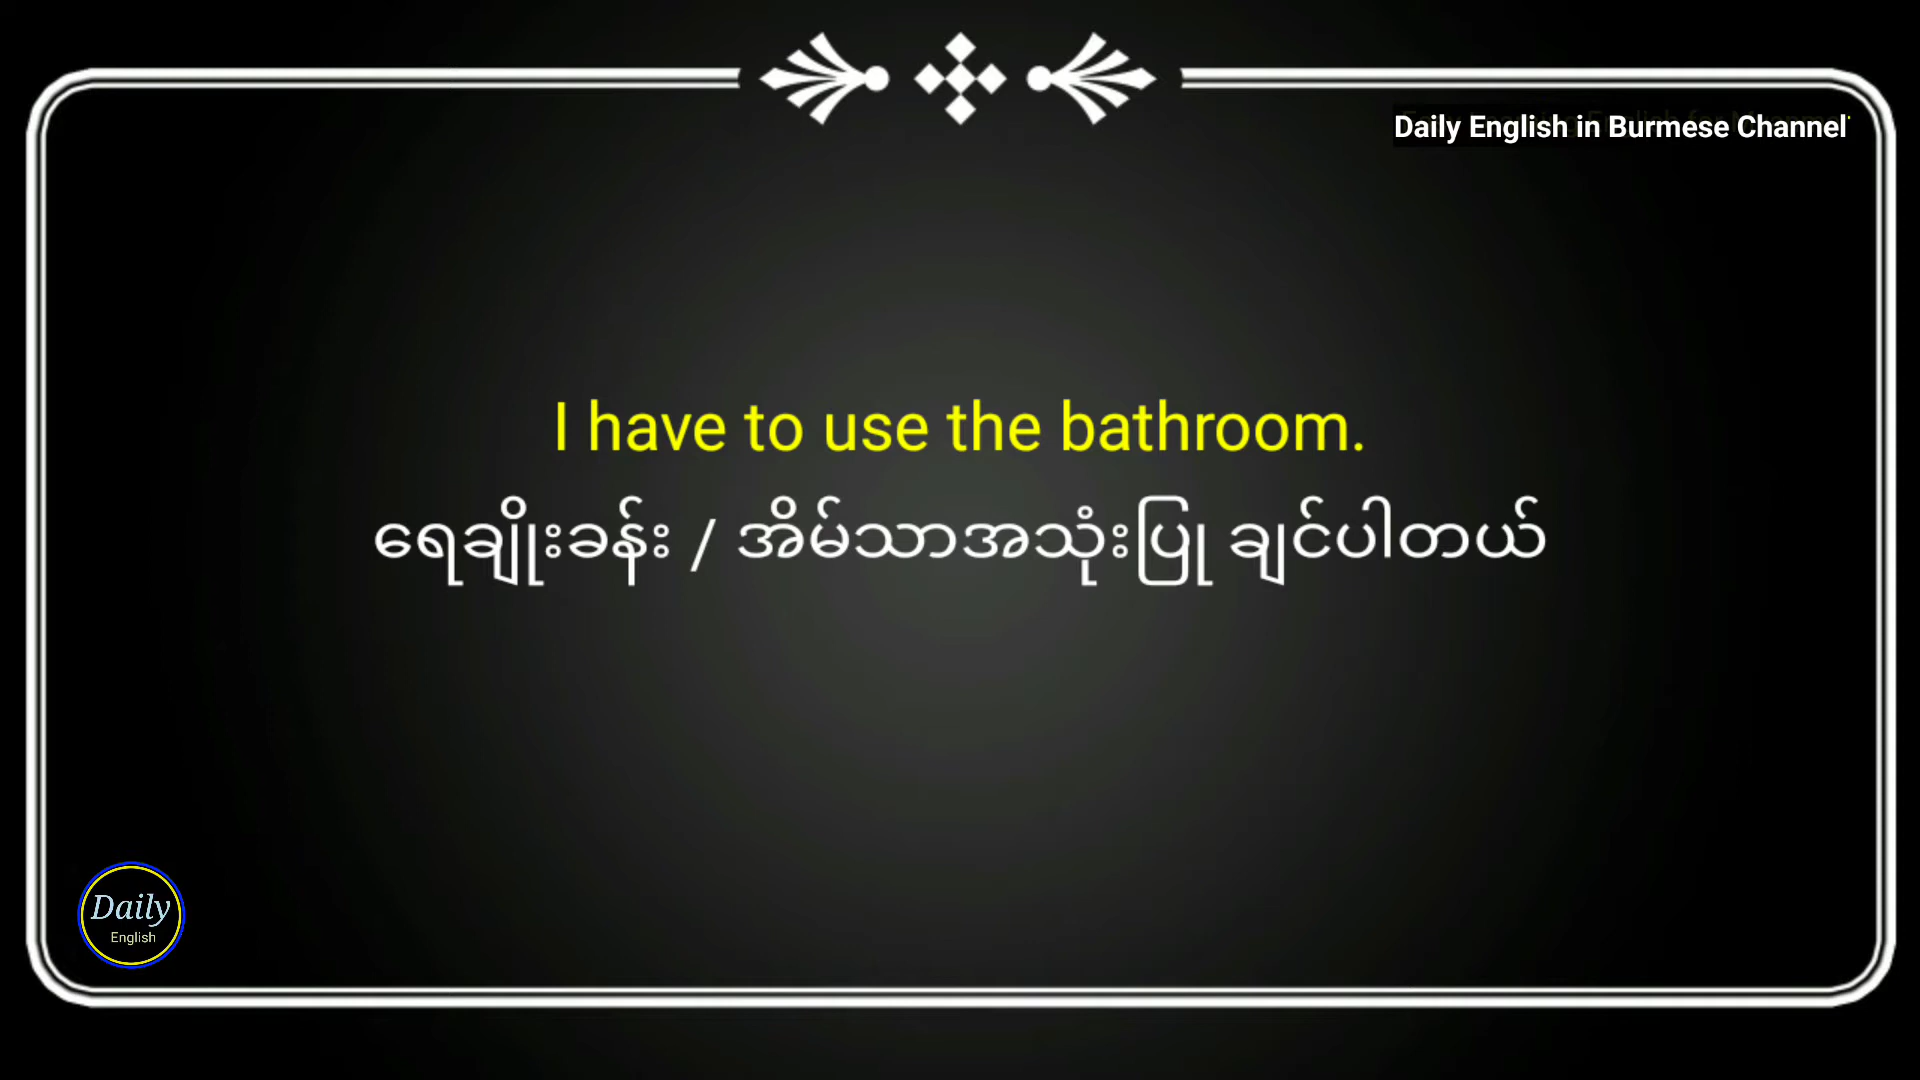 Daily English in Burmese Channel
I have to use the bathroom.
ရေချိုးခန်း / အိမ်သာအသုံးပြု ချင်ပါတယ်
Daily
English